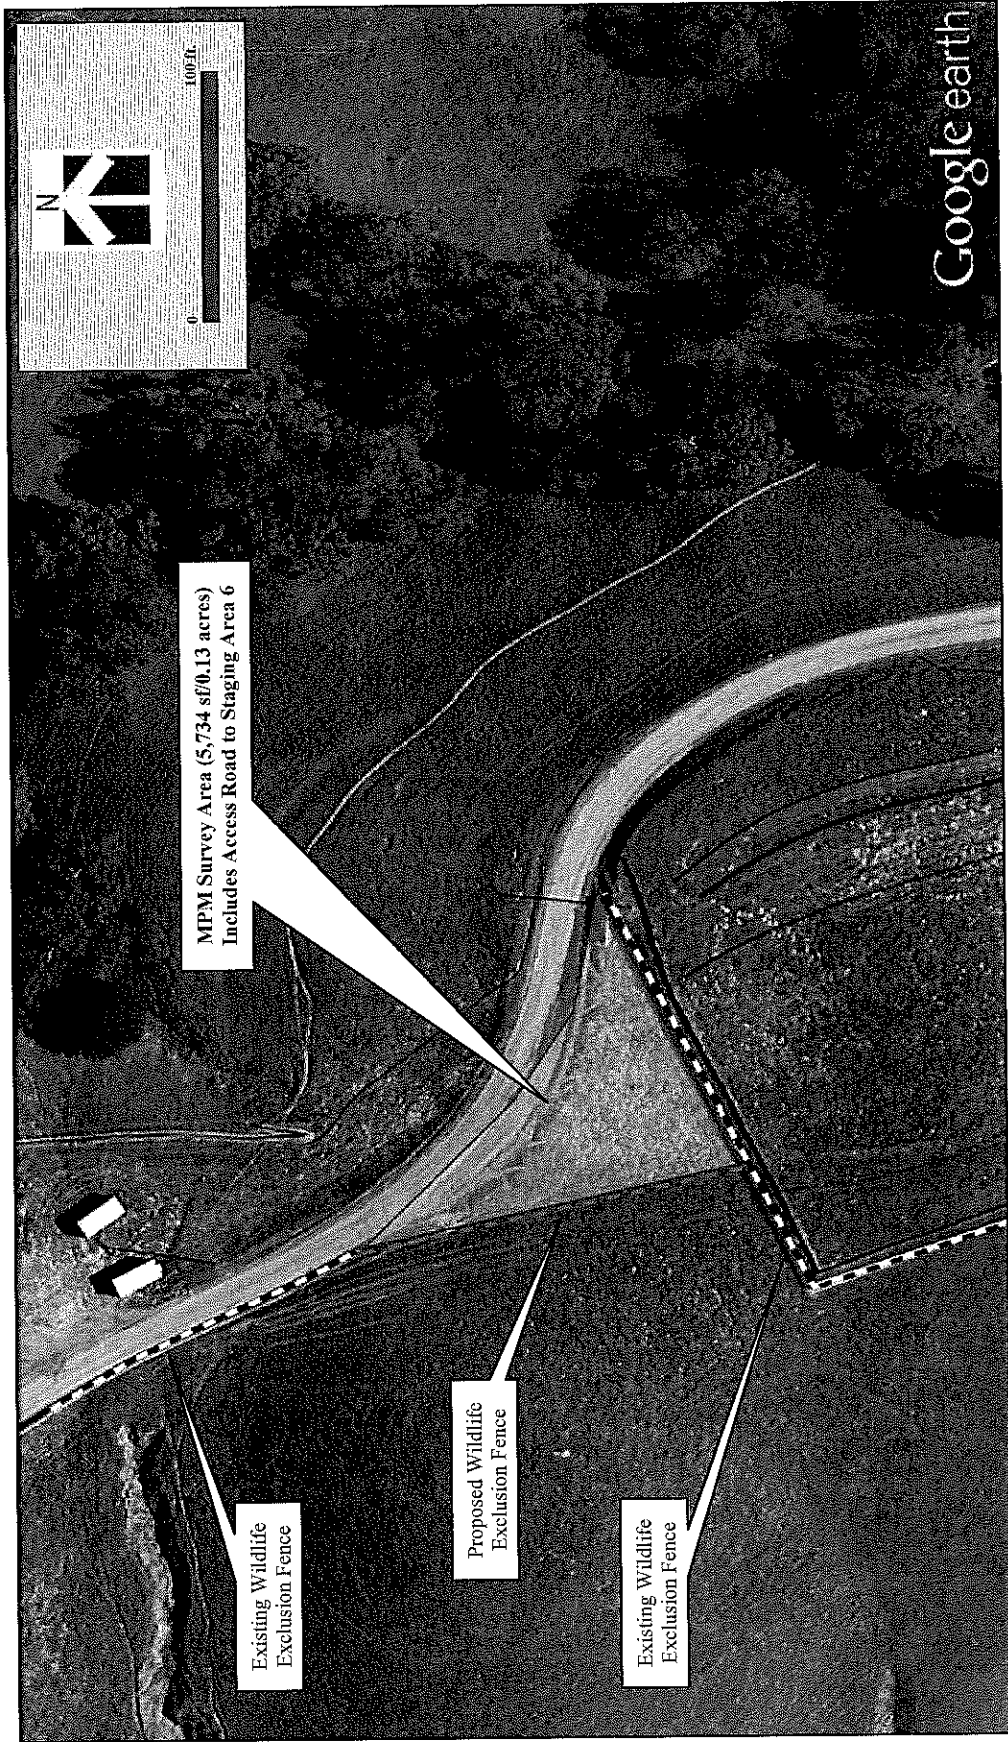 N
0
100 ft
MPM Survey Area (5,734 sf/0.13 acres)
Includes Access Road to Staging Area 6
Existing Wildlife
Exclusion Fence
Proposed Wildlife
Exclusion Fence
Existing Wildlife
Exclusion Fence
Google earth